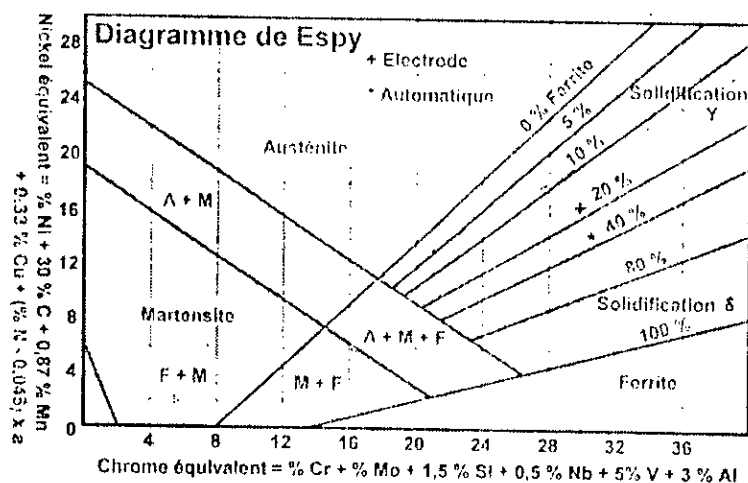 Diagramme de Espy
+ Electrode
* Automatique
0 % Ferrite
5 %
10 %
20 %
40 %
80 %
100 %
Solidification
γ
Austénite
A + M
Martensite
F + M
M + F
A + M + F
Solidification δ
Ferrite
28
24
20
16
12
8
4
0
4
8
12
16
20
24
28
32
36
Nickel équivalent = % Ni + 30 % C + 0,87 % Mn
+ 0,33 % Cu + (% N - 0,045) x a
Chrome équivalent = % Cr + % Mo + 1,5 % Si + 0,5 % Nb + 5% V + 3 % Al